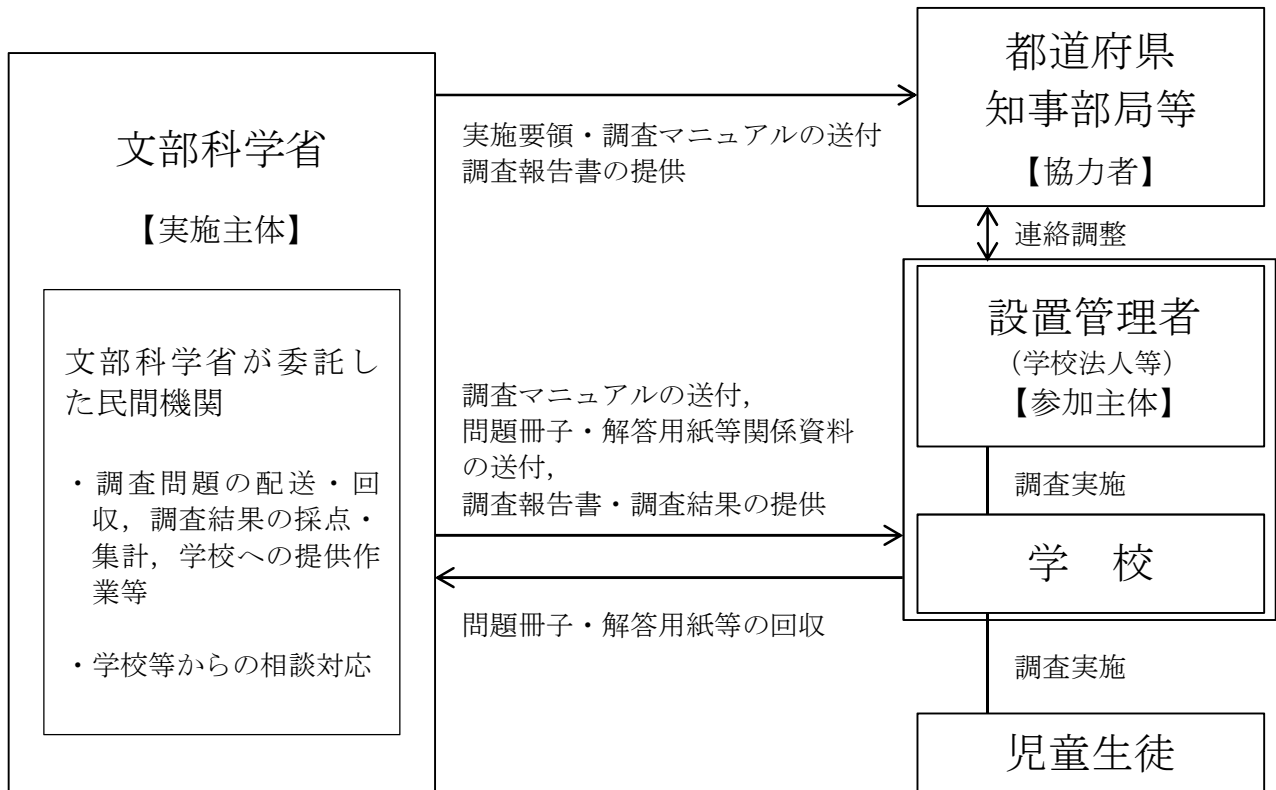 文部科学省
【実施主体】
文部科学省が委託し
た民間機関
・調査問題の配送・回
収，調査結果の採点・
集計，学校への提供作
業等
・学校等からの相談対応
実施要領・調査マニュアルの送付
調査報告書の提供
調査マニュアルの送付，
問題冊子・解答用紙等関係資料
の送付，
調査報告書・調査結果の提供
問題冊子・解答用紙等の回収
都道府県
知事部局等
【協力者】
連絡調整
設置管理者
（学校法人等）
【参加主体】
調査実施
学　校
調査実施
児童生徒